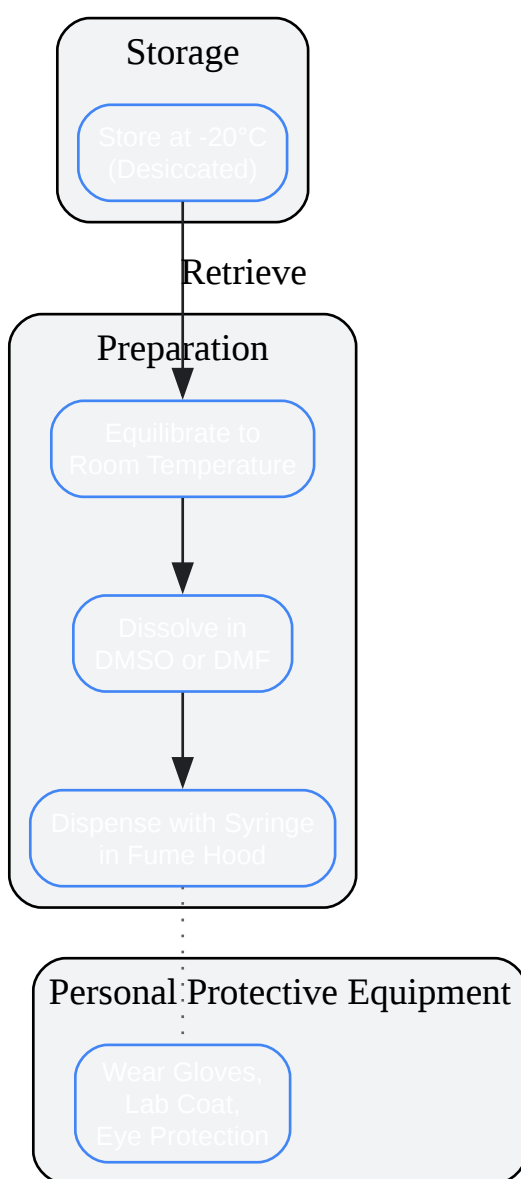 Storage
Store at -20°C
(Desiccated)
Retrieve
Preparation
Equilibrate to
Room Temperature
Dissolve in
DMSO or DMF
Dispense with Syringe
in Fume Hood
Personal Protective Equipment
Wear Gloves,
Lab Coat,
Eye Protection